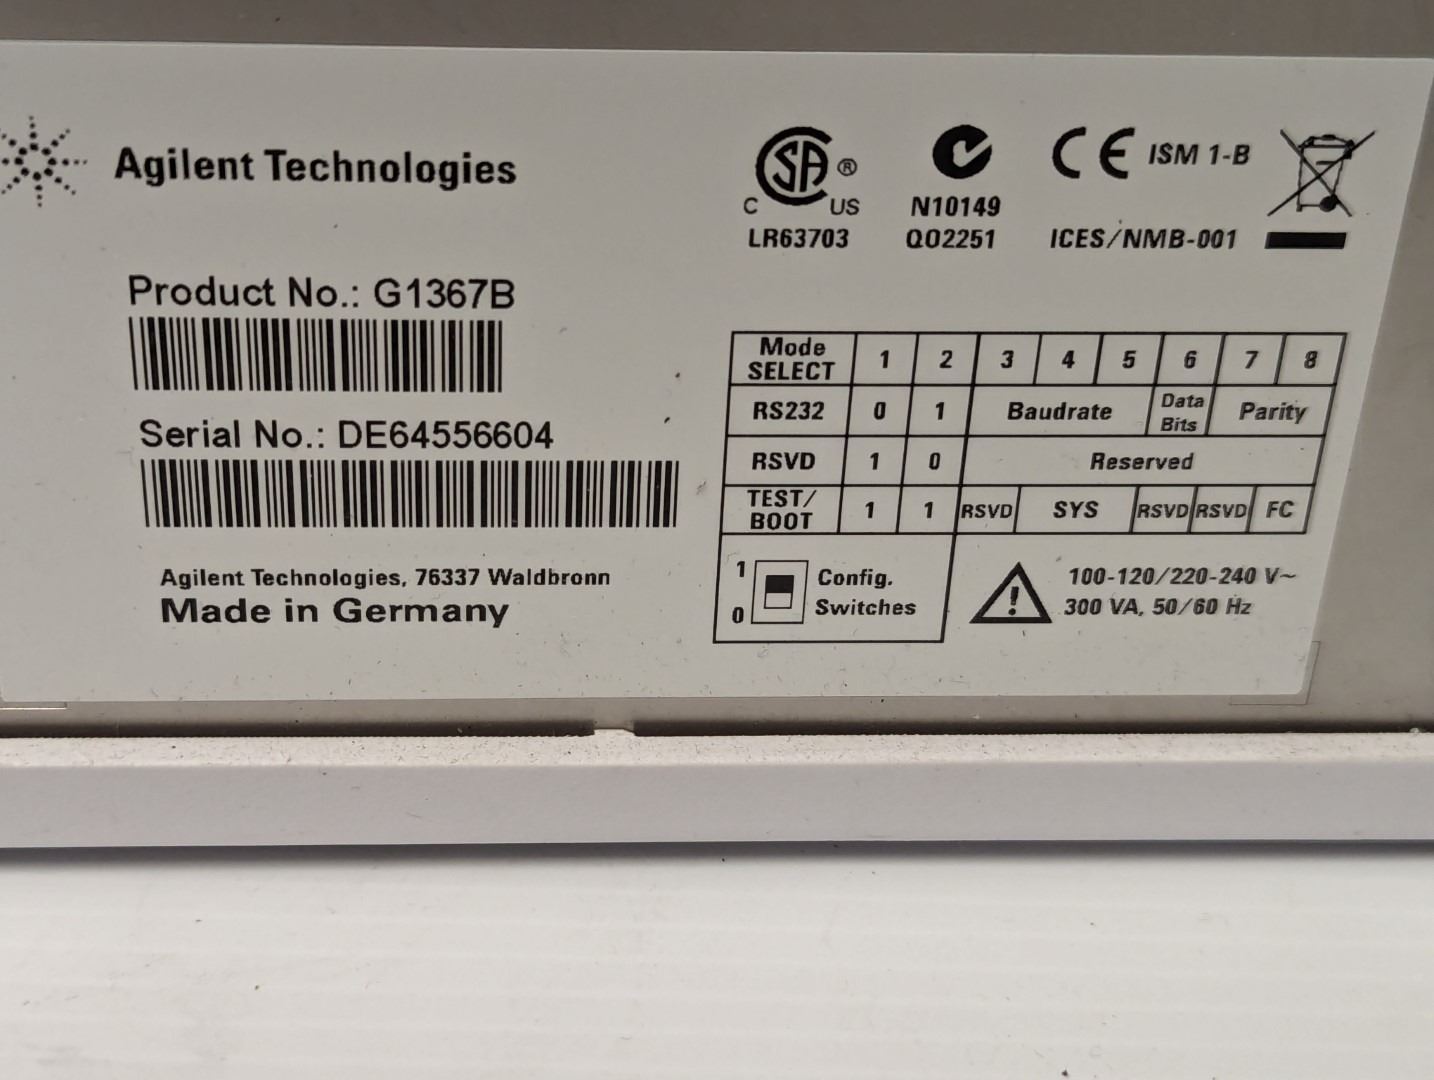 Agilent Technologies
Product No.: G1367B
Serial No.: DE64556604
Agilent Technologies, 76337 Waldbronn
Made in Germany
SA ®
C US
LR63703
N10149
Q02251
CE ISM 1-B
ICES/NMB-001
Mode SELECT 1 2 3 4 5 6 7 8
RS232 0 1 Baudrate Data Bits Parity
RSVD 1 0 Reserved
TEST/BOOT 1 1 RSVD SYS RSVD RSVD FC
1
0
Config.
Switches
!
100-120/220-240 V~
300 VA, 50/60 Hz